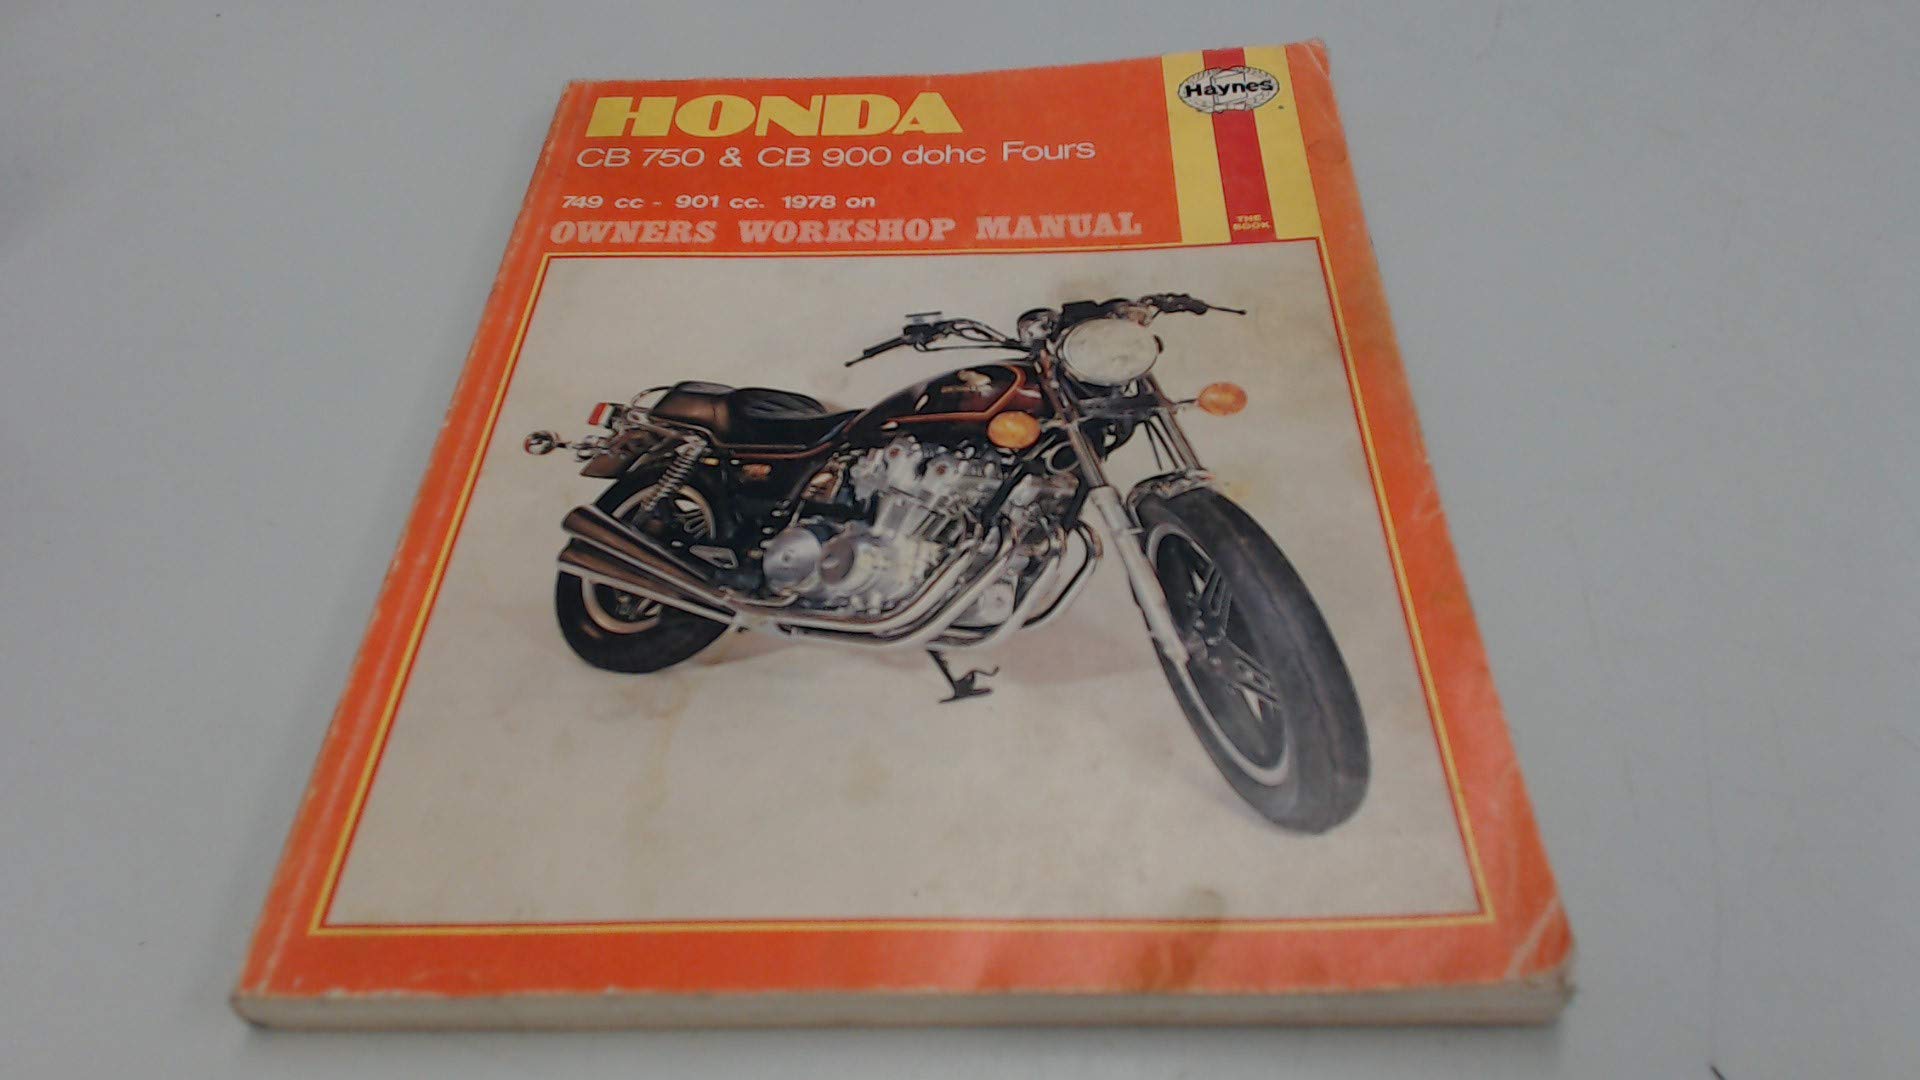 HONDA
CB 750 & CB 900 dohc Fours
749 cc - 901 cc. 1978 on
OWNERS WORKSHOP MANUAL
Haynes
THE
BOOK